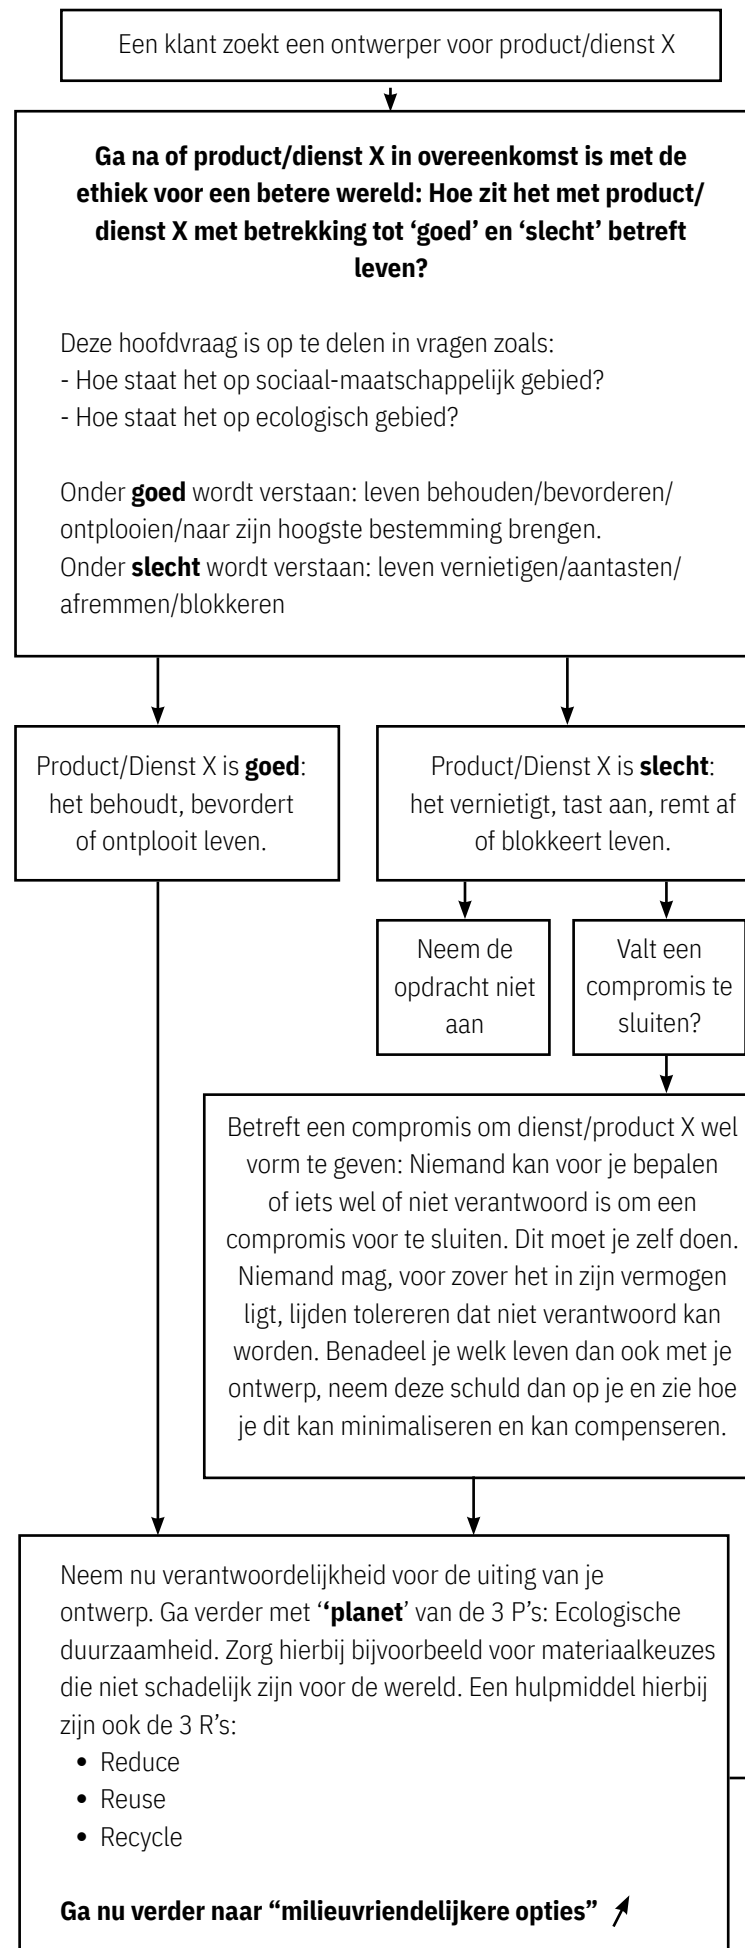 Een klant zoekt een ontwerper voor product/dienst X
Ga na of product/dienst X in overeenkomst is met de
ethiek voor een betere wereld: Hoe zit het met product/
dienst X met betrekking tot ‘goed’ en ‘slecht’ betreft
leven?
Deze hoofdvraag is op te delen in vragen zoals:
- Hoe staat het op sociaal-maatschappelijk gebied?
- Hoe staat het op ecologisch gebied?
Onder goed wordt verstaan: leven behouden/bevorderen/
ontplooien/naar zijn hoogste bestemming brengen.
Onder slecht wordt verstaan: leven vernietigen/aantasten/
afremmen/blokkeren
Product/Dienst X is goed:
het behoudt, bevordert
of ontplooit leven.
Product/Dienst X is slecht:
het vernietigt, tast aan, remt af
of blokkeert leven.
Neem de
opdracht niet
aan
Valt een
compromis te
sluiten?
Betreft een compromis om dienst/product X wel
vorm te geven: Niemand kan voor je bepalen
of iets wel of niet verantwoord is om een
compromis voor te sluiten. Dit moet je zelf doen.
Niemand mag, voor zover het in zijn vermogen
ligt, lijden tolereren dat niet verantwoord kan
worden. Benadeel je welk leven dan ook met je
ontwerp, neem deze schuld dan op je en zie hoe
je dit kan minimaliseren en kan compenseren.
Neem nu verantwoordelijkheid voor de uiting van je
ontwerp. Ga verder met ‘‘planet’ van de 3 P’s: Ecologische
duurzaamheid. Zorg hierbij bijvoorbeeld voor materiaalkeuzes
die niet schadelijk zijn voor de wereld. Een hulpmiddel hierbij
zijn ook de 3 R’s:
• Reduce
• Reuse
• Recycle
Ga nu verder naar “milieuvriendelijkere opties”